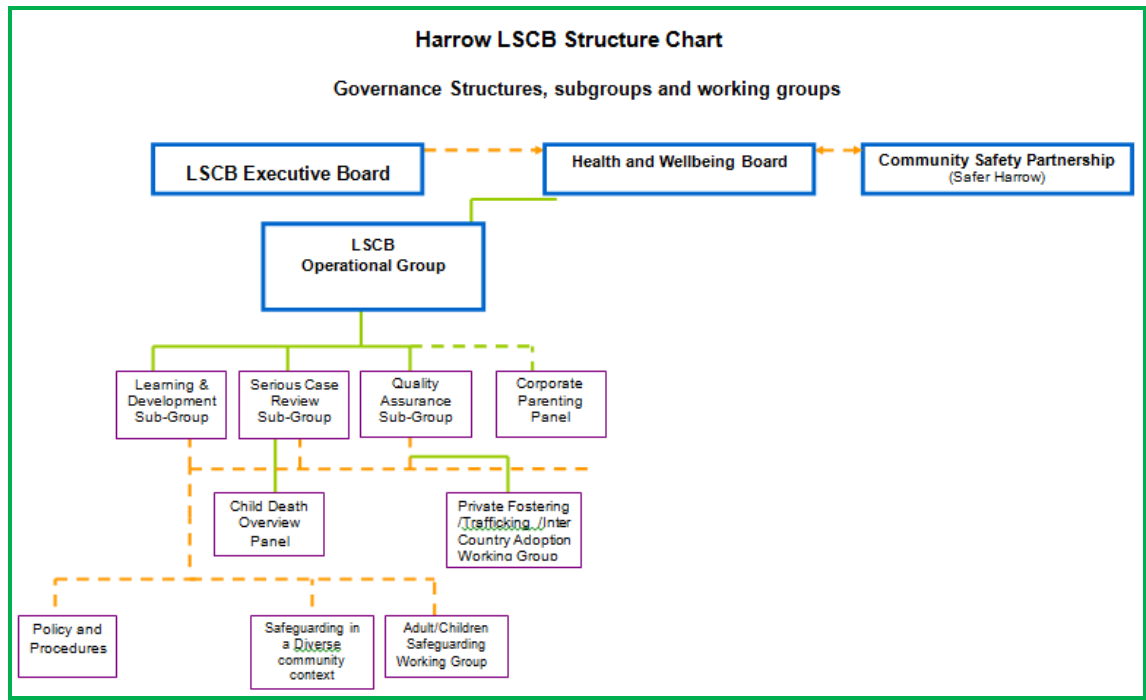 Harrow LSCB Structure Chart
Governance Structures, subgroups and working groups
LSCB Executive Board
Health and Wellbeing Board
Community Safety Partnership
(Safer Harrow)
LSCB
Operational Group
Learning &
Development
Sub-Group
Serious Case
Review
Sub-Group
Quality
Assurance
Sub-Group
Corporate
Parenting
Panel
Child Death
Overview
Panel
Private Fostering
/Trafficking /Inter
Country Adoption
Working Group
Policy and
Procedures
Safeguarding in
a Diverse
community
context
Adult/Children
Safeguarding
Working Group